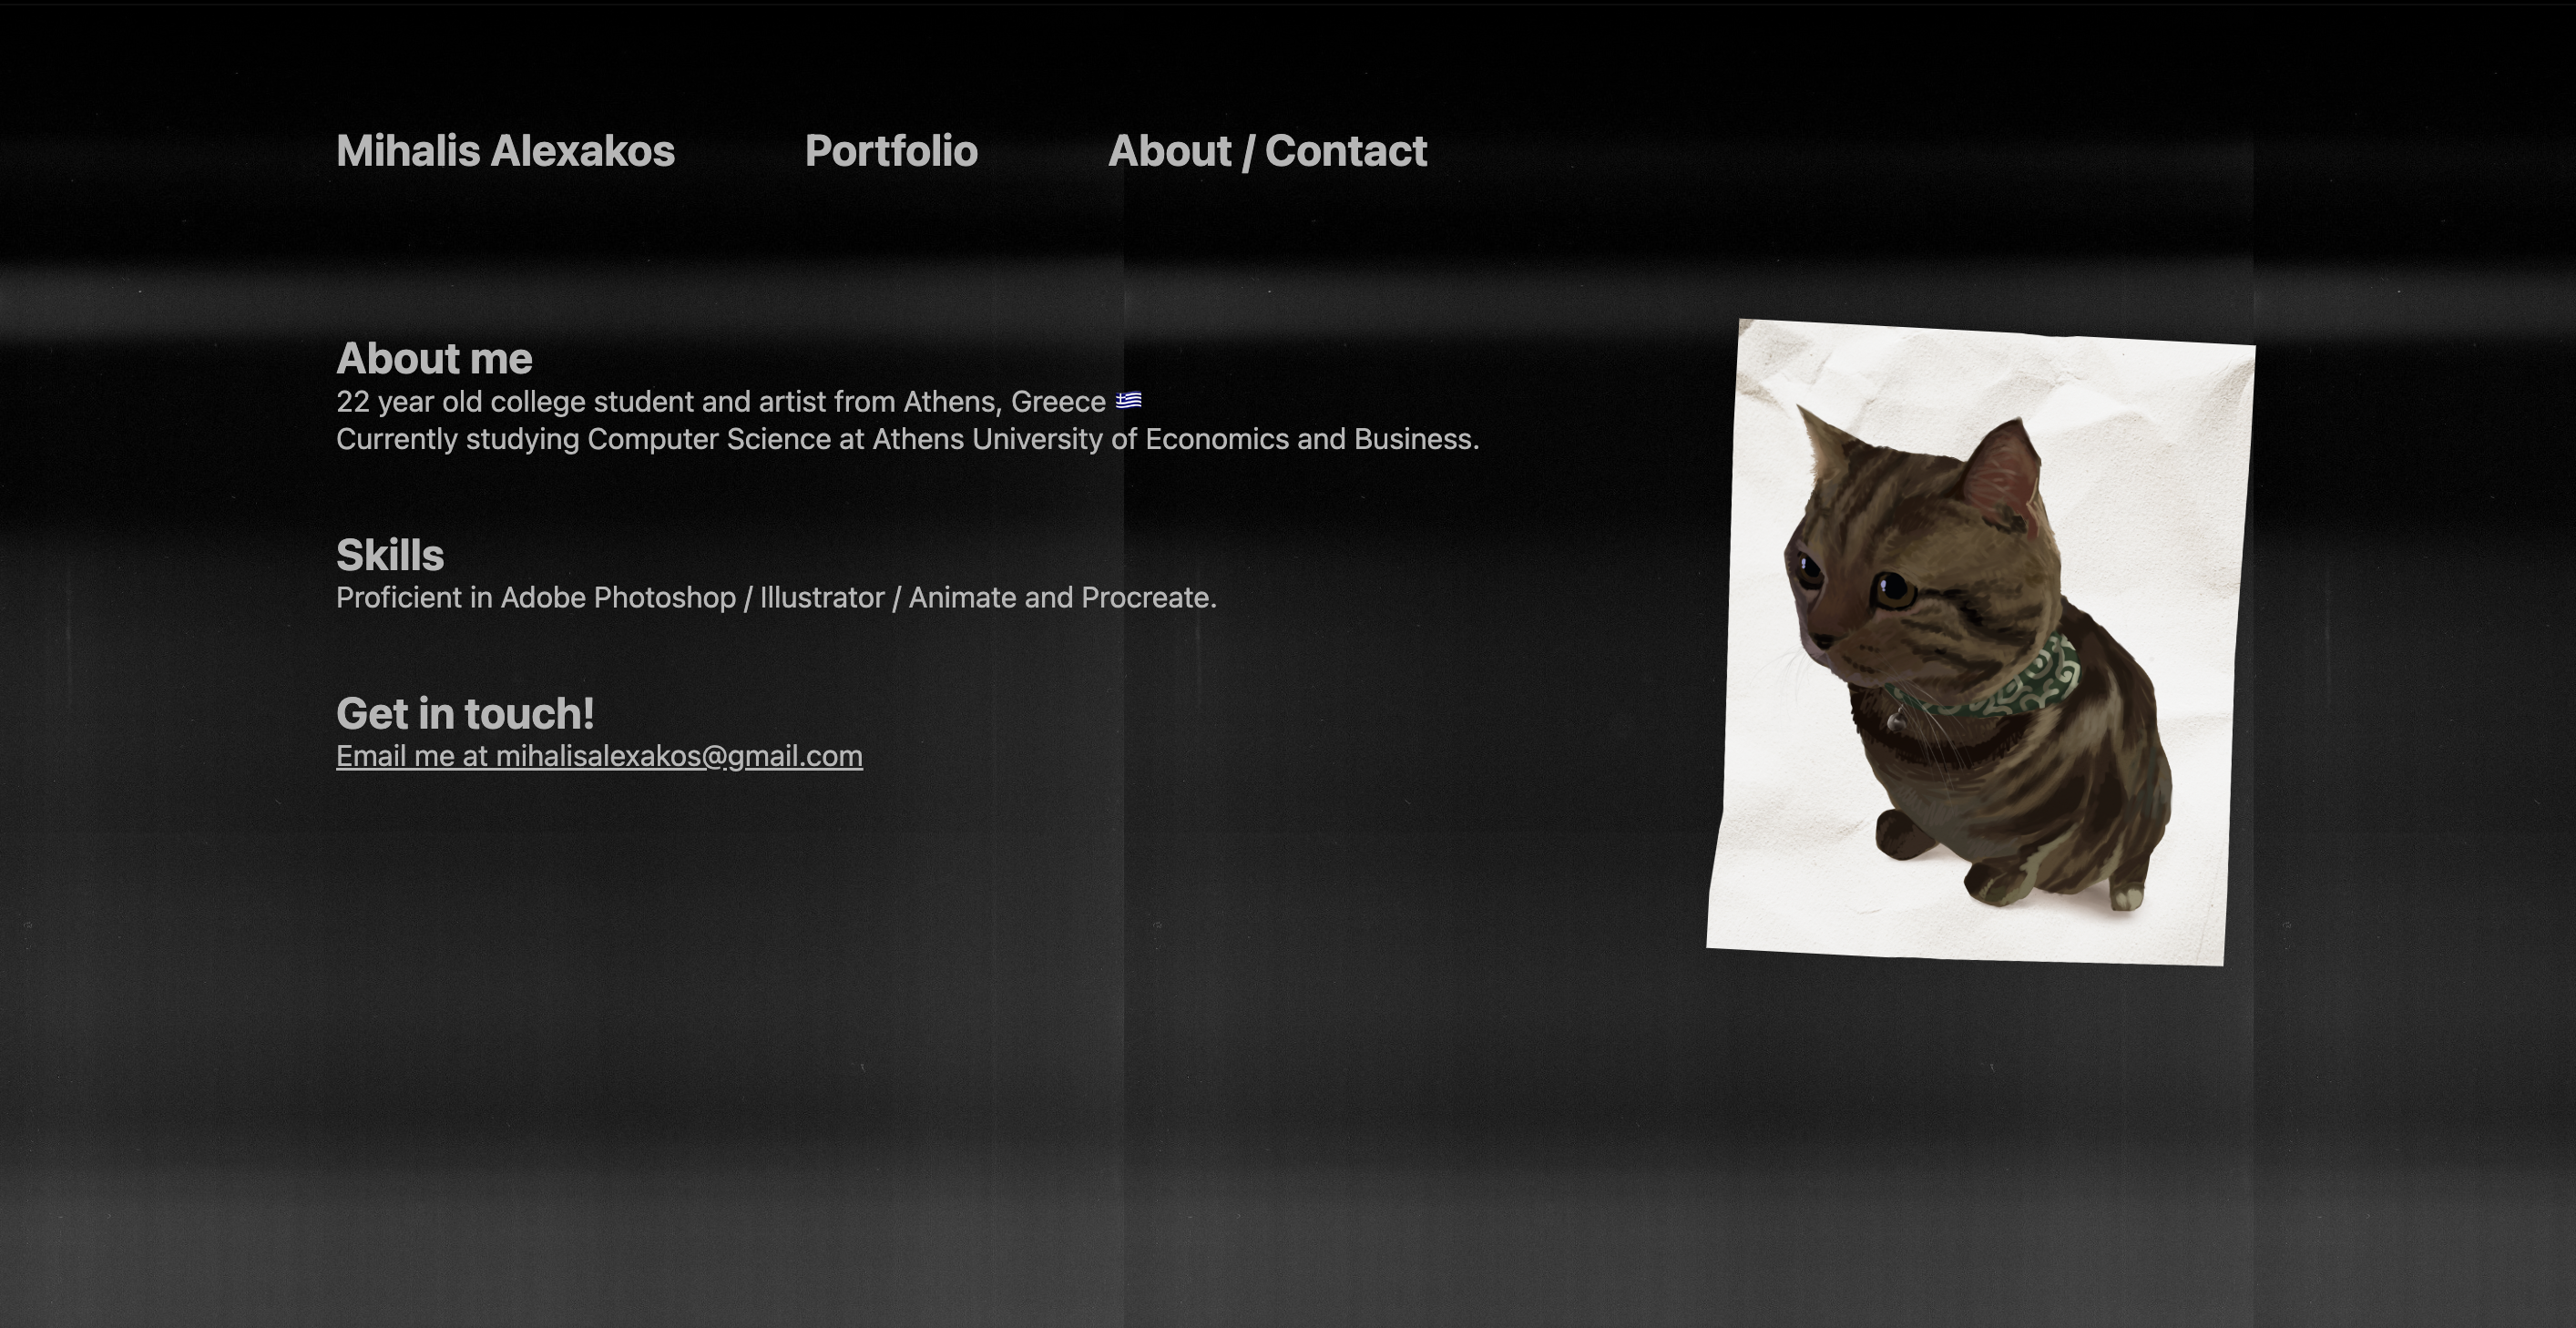 Mihalis Alexakos Portfolio About / Contact
About me
22 year old college student and artist from Athens, Greece 🇬🇷
Currently studying Computer Science at Athens University of Economics and Business.
Skills
Proficient in Adobe Photoshop / Illustrator / Animate and Procreate.
Get in touch!
Email me at mihalisalexakos@gmail.com